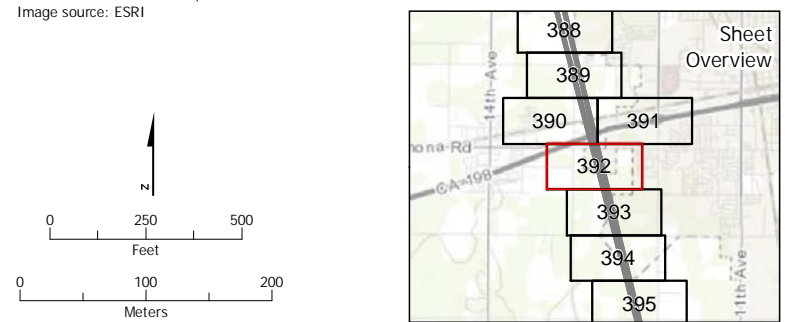 Image source: ESRI
N
0 250 500
Feet
0 100 200
Meters
Sheet
Overview
388
389
390
391
392
393
394
395
14th Ave
11th Ave
mona Rd
CA-198